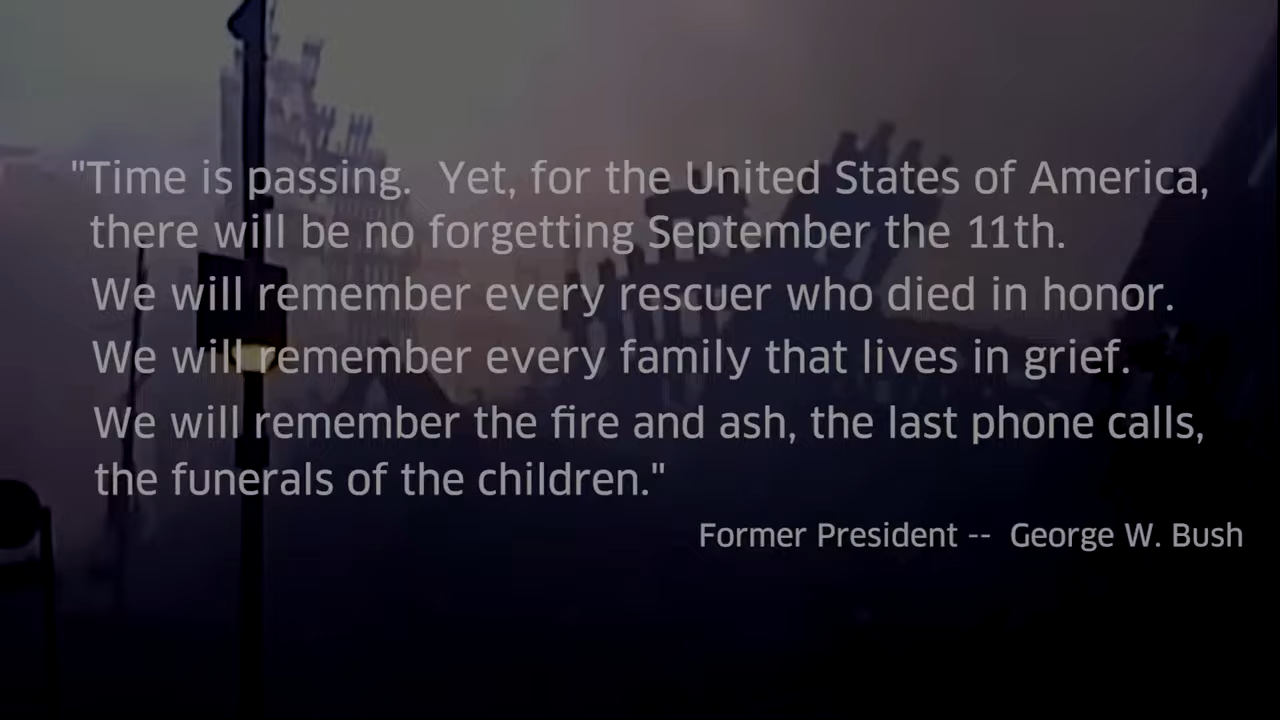 "Time is passing.  Yet, for the United States of America,
there will be no forgetting September the 11th.
We will remember every rescuer who died in honor.
We will remember every family that lives in grief.
We will remember the fire and ash, the last phone calls,
the funerals of the children."
Former President --  George W. Bush